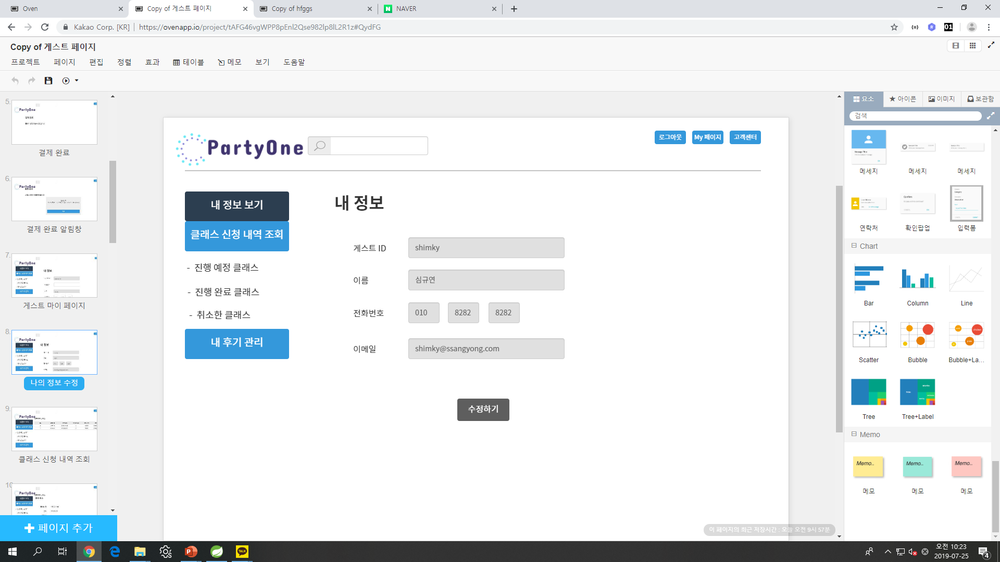 Oven
Copy of 게스트 페이지
Copy of hfggs
NAVER
Kakao Corp. [KR]
https://ovenapp.io/project/tAFG46vgWPP8pEnl2Qse982lp8lL2R1z#QydFG
01
Copy of 게스트 페이지
프로젝트 페이지 편집 정렬 효과 테이블 메모 보기 도움말
5.
결제 완료
6.
결제 완료 알림창
7.
게스트 마이 페이지
8.
나의 정보 수정
9.
클래스 신청 내역 조회
10
페이지 추가
PartyOne
로그아웃 My 페이지 고객센터
내 정보 보기
클래스 신청 내역 조회
- 진행 예정 클래스
- 진행 완료 클래스
- 취소한 클래스
내 후기 관리
내 정보
게스트 ID shimky
이름 심규연
전화번호 010 8282 8282
이메일 shimky@ssangyong.com
수정하기
이 페이지의 최근 저장시간 : 오늘 오전 9시 57분
요소 아이콘 이미지 보관함
검색
메세지 메세지 메세지
연락처 확인팝업 입력폼
Chart
Bar Column Line
Scatter Bubble Bubble+La...
Tree Tree+Label
Memo
Memo.. Memo.. Memo..
메모 메모 메모
TALK
오전 10:23
2019-07-25
4